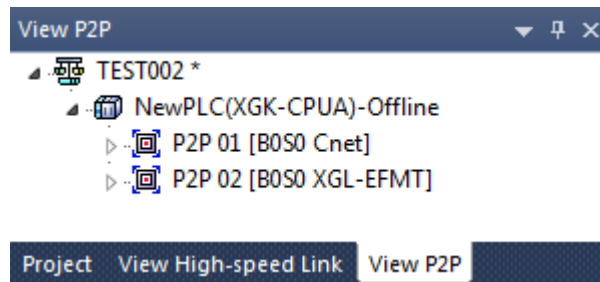 View P2P
TEST002 *
NewPLC(XGK-CPUA)-Offline
P2P 01 [B0S0 Cnet]
P2P 02 [B0S0 XGL-EFMT]
Project View High-speed Link View P2P